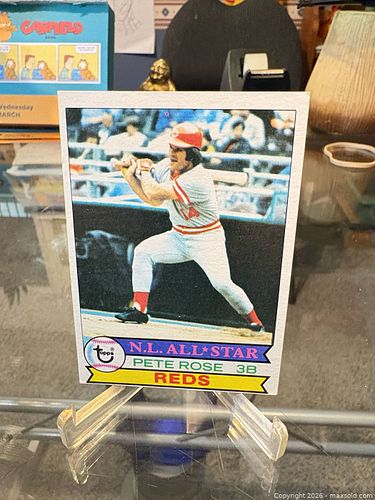 GARFIELD
Wednesday
MARCH
14
topps
N.L. ALL★STAR
PETE ROSE 3B
REDS
Copyright 2026 - maxsold.com